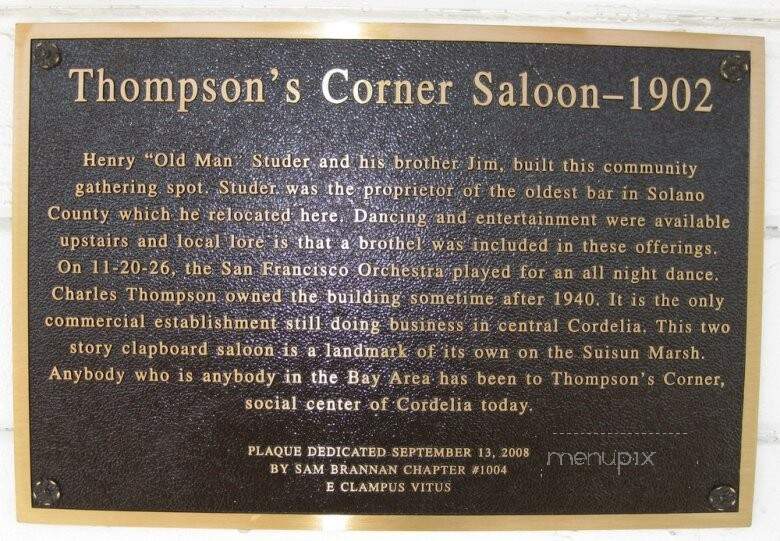 Thompson's Corner Saloon–1902
Henry "Old Man" Studer and his brother Jim, built this community
gathering spot. Studer was the proprietor of the oldest bar in Solano
County which he relocated here. Dancing and entertainment were available
upstairs and local lore is that a brothel was included in these offerings.
On 11-20-26, the San Francisco Orchestra played for an all night dance.
Charles Thompson owned the building sometime after 1940. It is the only
commercial establishment still doing business in central Cordelia. This two
story clapboard saloon is a landmark of its own on the Suisun Marsh.
Anybody who is anybody in the Bay Area has been to Thompson's Corner,
social center of Cordelia today.
PLAQUE DEDICATED SEPTEMBER 13, 2008
BY SAM BRANNAN CHAPTER #1004
E CLAMPUS VITUS
menupix